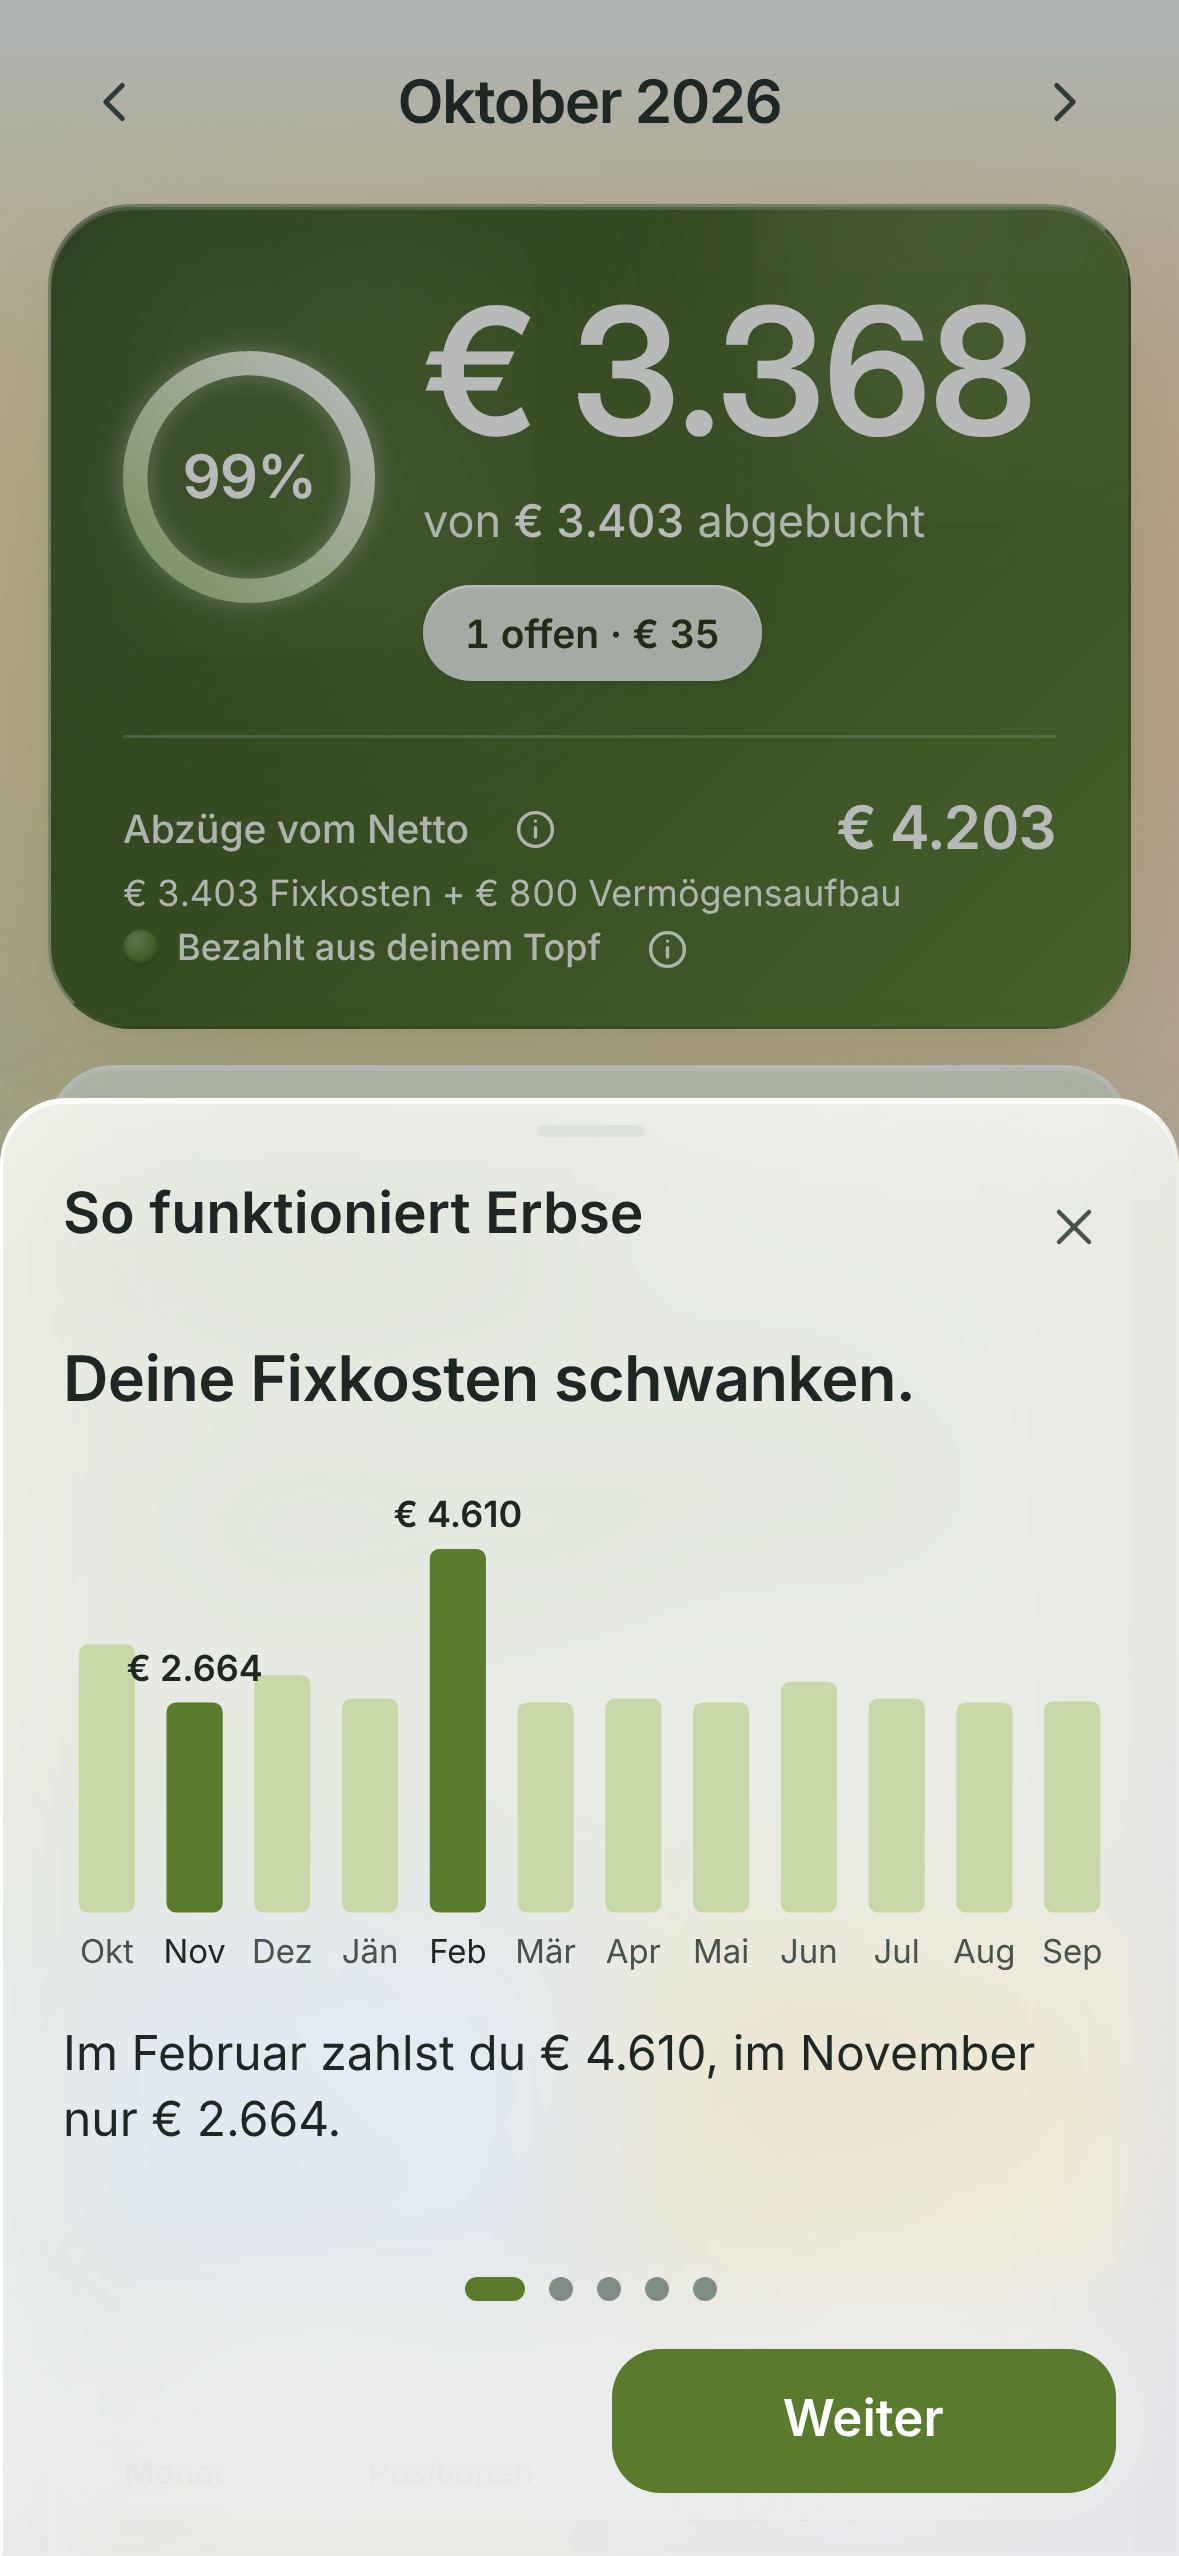 Oktober 2026
€ 3.368
99%
von € 3.403 abgebucht
1 offen · € 35
Abzüge vom Netto
€ 4.203
€ 3.403 Fixkosten + € 800 Vermögensaufbau
Bezahlt aus deinem Topf
So funktioniert Erbse
Deine Fixkosten schwanken.
€ 4.610
€ 2.664
Okt Nov Dez Jän Feb Mär Apr Mai Jun Jul Aug Sep
Im Februar zahlst du € 4.610, im November
nur € 2.664.
Weiter
Monat Positionen